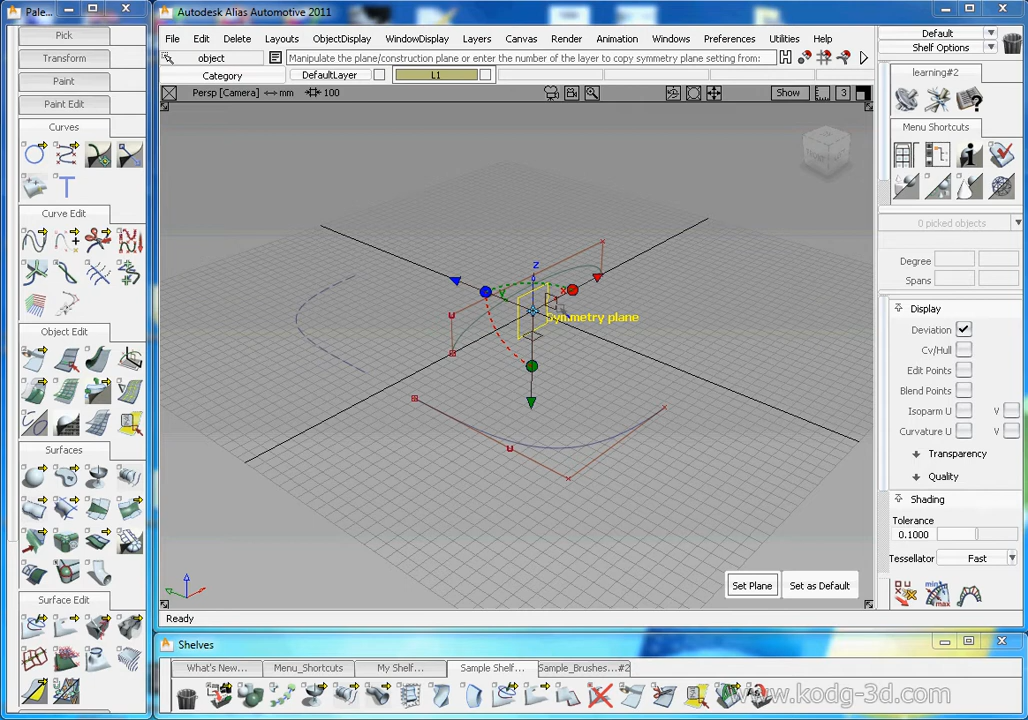 Pale...
Autodesk Alias Automotive 2011
Pick
Transform
Paint
Paint Edit
Curves
Curve Edit
Object Edit
Surfaces
Surface Edit
File Edit Delete Layouts ObjectDisplay WindowDisplay Layers Canvas Render Animation Windows Preferences Utilities Help
object
Manipulate the plane/construction plane or enter the number of the layer to copy symmetry plane setting from:
Category DefaultLayer L1
Persp [Camera] mm 100
Show
3
z
y
x
u
Symmetry plane
u
Set Plane Set as Default
Ready
Default
Shelf Options
learning#2
Menu Shortcuts
0 picked objects
Degree
Spans
Display
Deviation
Cv/Hull
Edit Points
Blend Points
Isoparm U V
Curvature U V
Transparency
Quality
Shading
Tolerance
0.1000
Tessellator Fast
min
max
Shelves
What's New... Menu_Shortcuts My Shelf... Sample Shelf... Sample_Brushes...#2
www.kodg-3d.com